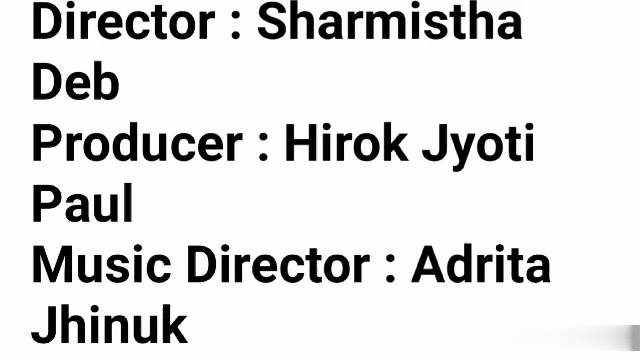 Director : Sharmistha
Deb
Producer : Hirok Jyoti
Paul
Music Director : Adrita
Jhinuk